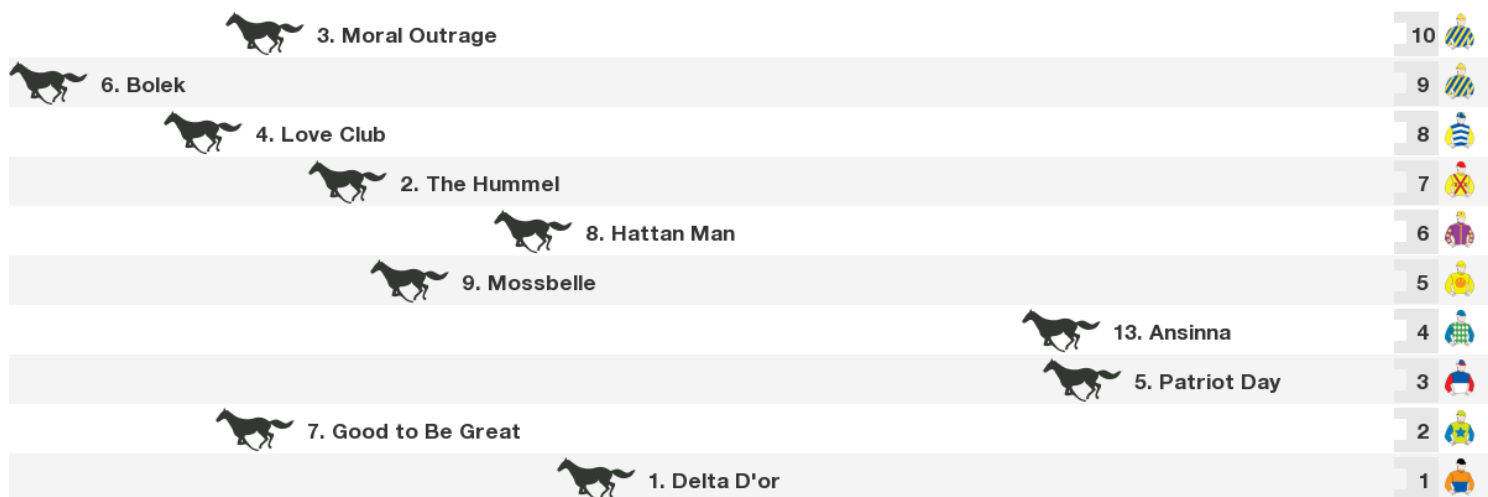 3. Moral Outrage 10
6. Bolek 9
4. Love Club 8
2. The Hummel 7
8. Hattan Man 6
9. Mossbelle 5
13. Ansinna 4
5. Patriot Day 3
7. Good to Be Great 2
1. Delta D'or 1